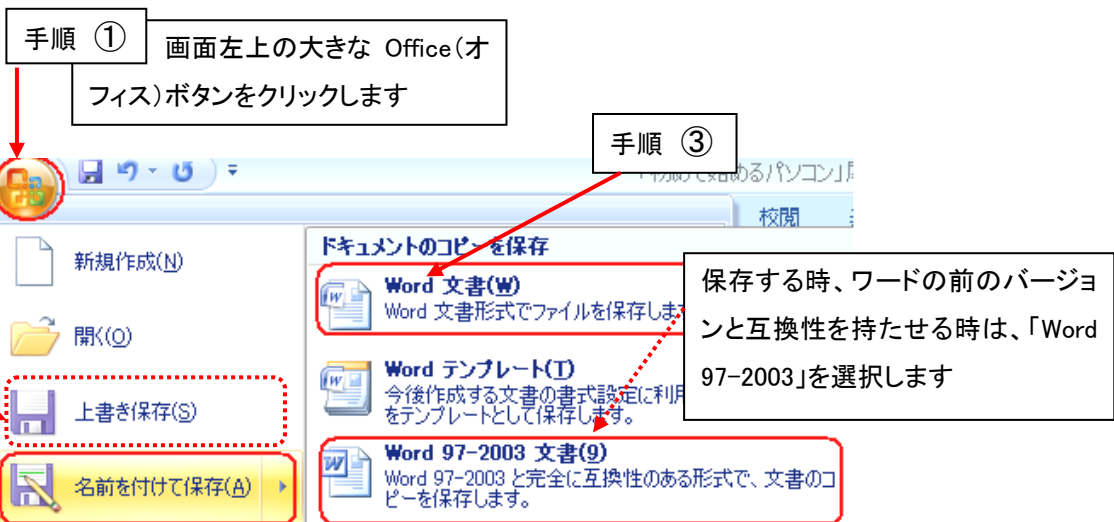 手順 ①
画面左上の大きな Office(オ
フィス)ボタンをクリックします
手順 ③
始めるパソコン」
校閲
新規作成(N)
開く(O)
上書き保存(S)
名前を付けて保存(A)
ドキュメントのコピーを保存
Word 文書(W)
Word 文書形式でファイルを保存しま
Word テンプレート(T)
今後作成する文書の書式設定に利用
をテンプレートとして保存します。
Word 97-2003 文書(9)
Word 97-2003 と完全に互換性のある形式で、文書のコ
ピーを保存します。
保存する時、ワードの前のバージョ
ンと互換性を持たせる時は、「Word
97-2003」を選択します